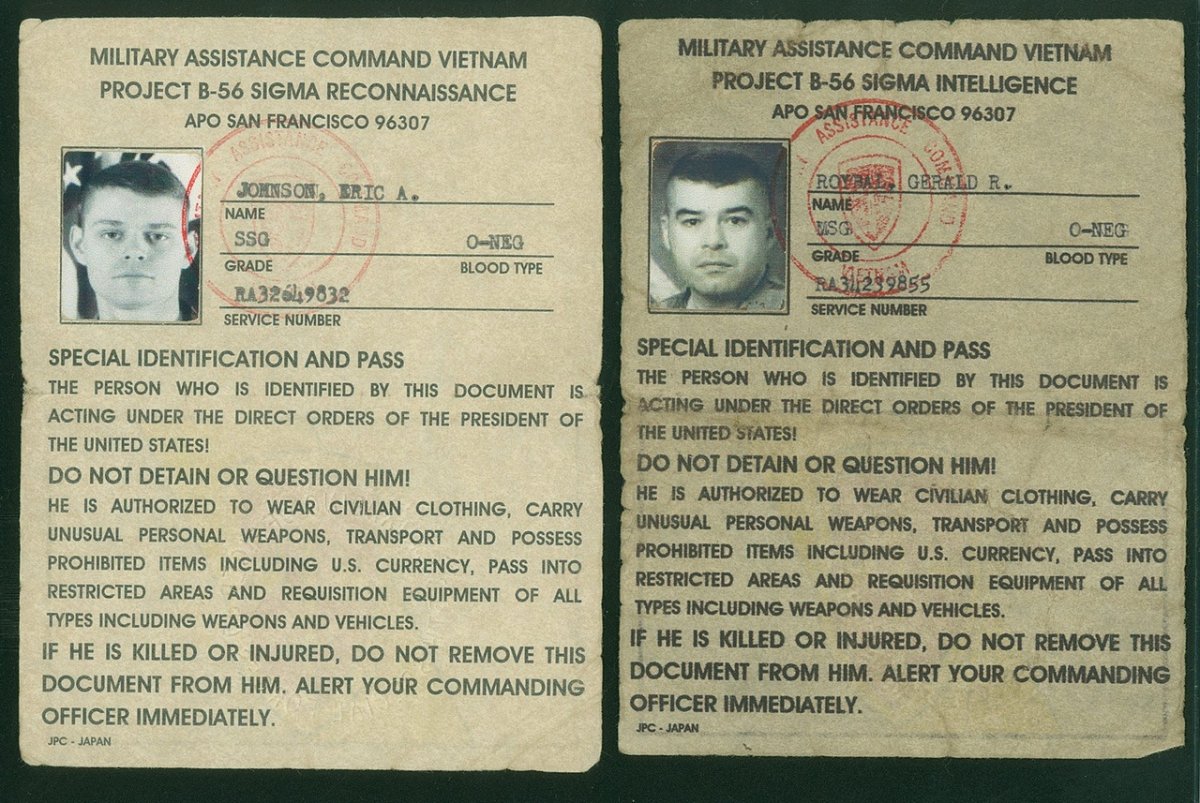 MILITARY ASSISTANCE COMMAND VIETNAM
PROJECT B-56 SIGMA RECONNAISSANCE
APO SAN FRANCISCO 96307
ASSISTANCE COMMAND
JOHNSON, ERIC A.
NAME
SSG O-NEG
GRADE BLOOD TYPE
RA32649832
SERVICE NUMBER
SPECIAL IDENTIFICATION AND PASS
THE PERSON WHO IS IDENTIFIED BY THIS DOCUMENT IS
ACTING UNDER THE DIRECT ORDERS OF THE PRESIDENT OF
THE UNITED STATES!
DO NOT DETAIN OR QUESTION HIM!
HE IS AUTHORIZED TO WEAR CIVILIAN CLOTHING, CARRY
UNUSUAL PERSONAL WEAPONS, TRANSPORT AND POSSESS
PROHIBITED ITEMS INCLUDING U.S. CURRENCY, PASS INTO
RESTRICTED AREAS AND REQUISITION EQUIPMENT OF ALL
TYPES INCLUDING WEAPONS AND VEHICLES.
IF HE IS KILLED OR INJURED, DO NOT REMOVE THIS
DOCUMENT FROM HIM. ALERT YOUR COMMANDING
OFFICER IMMEDIATELY.
JPC - JAPAN
MILITARY ASSISTANCE COMMAND VIETNAM
PROJECT B-56 SIGMA INTELLIGENCE
APO SAN FRANCISCO 96307
ASSISTANCE COMMAND
VIETNAM
ROYBAL, GERALD R.
NAME
MSG O-NEG
GRADE BLOOD TYPE
RA34239855
SERVICE NUMBER
SPECIAL IDENTIFICATION AND PASS
THE PERSON WHO IS IDENTIFIED BY THIS DOCUMENT IS
ACTING UNDER THE DIRECT ORDERS OF THE PRESIDENT OF
THE UNITED STATES!
DO NOT DETAIN OR QUESTION HIM!
HE IS AUTHORIZED TO WEAR CIVILIAN CLOTHING, CARRY
UNUSUAL PERSONAL WEAPONS, TRANSPORT AND POSSESS
PROHIBITED ITEMS INCLUDING U.S. CURRENCY, PASS INTO
RESTRICTED AREAS AND REQUISITION EQUIPMENT OF ALL
TYPES INCLUDING WEAPONS AND VEHICLES.
IF HE IS KILLED OR INJURED, DO NOT REMOVE THIS
DOCUMENT FROM HIM. ALERT YOUR COMMANDING
OFFICER IMMEDIATELY.
JPC - JAPAN